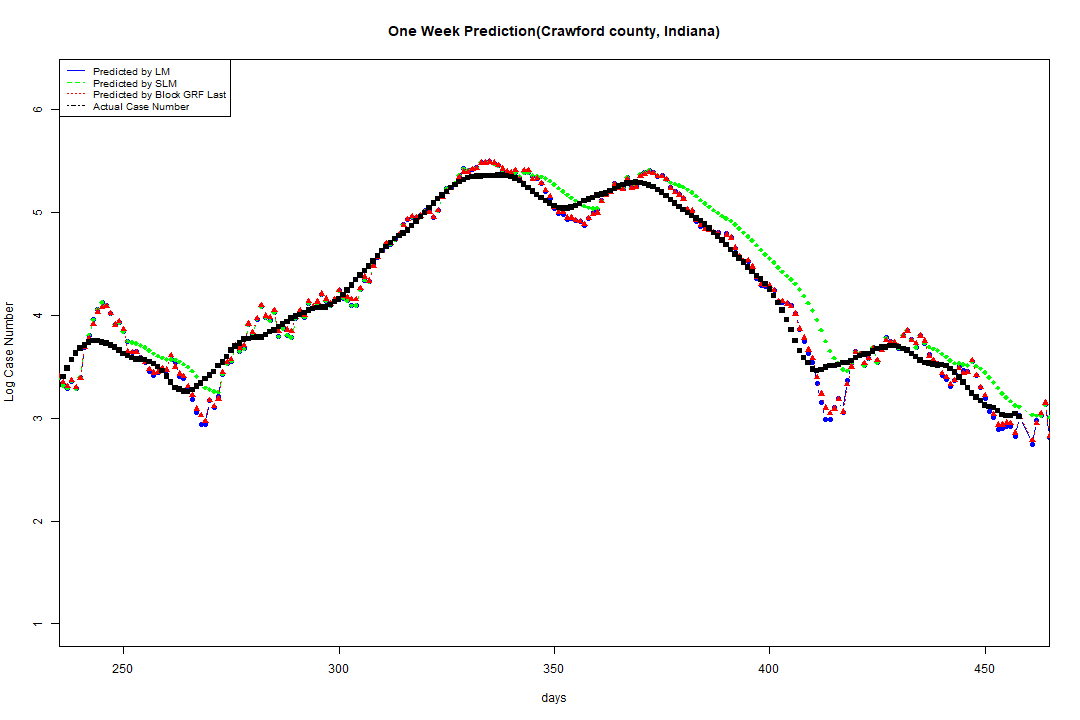 One Week Prediction(Crawford county, Indiana)
Predicted by LM
Predicted by SLM
Predicted by Block GRF Last
Actual Case Number
Log Case Number
6
5
4
3
2
1
250
300
350
400
450
days